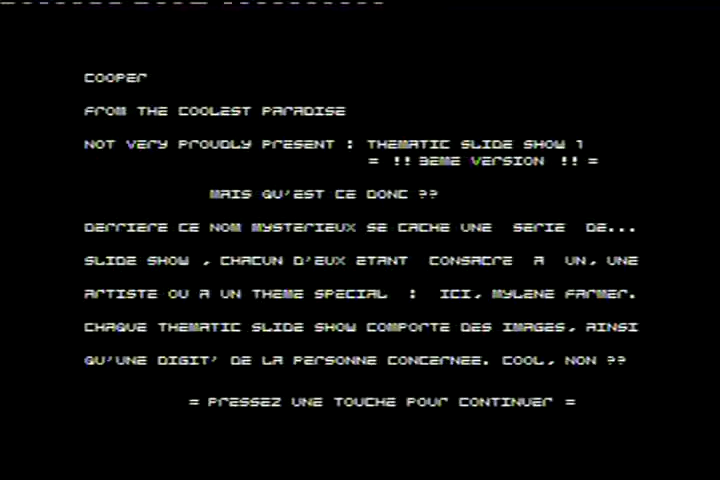 COOPER
FROM THE COOLEST PARADISE
NOT VERY PROUDLY PRESENT : THEMATIC SLIDE SHOW 1
= !! 3EME VERSION !! =
MAIS QU'EST CE DONC ??
DERRIERE CE NOM MYSTERIEUX SE CACHE UNE SERIE DE...
SLIDE SHOW , CHACUN D'EUX ETANT CONSACRE A UN, UNE
ARTISTE OU A UN THEME SPECIAL : ICI, MYLENE FARMER.
CHAQUE THEMATIC SLIDE SHOW COMPORTE DES IMAGES, AINSI
QU'UNE DIGIT' DE LA PERSONNE CONCERNEE. COOL, NON ??
= PRESSEZ UNE TOUCHE POUR CONTINUER =